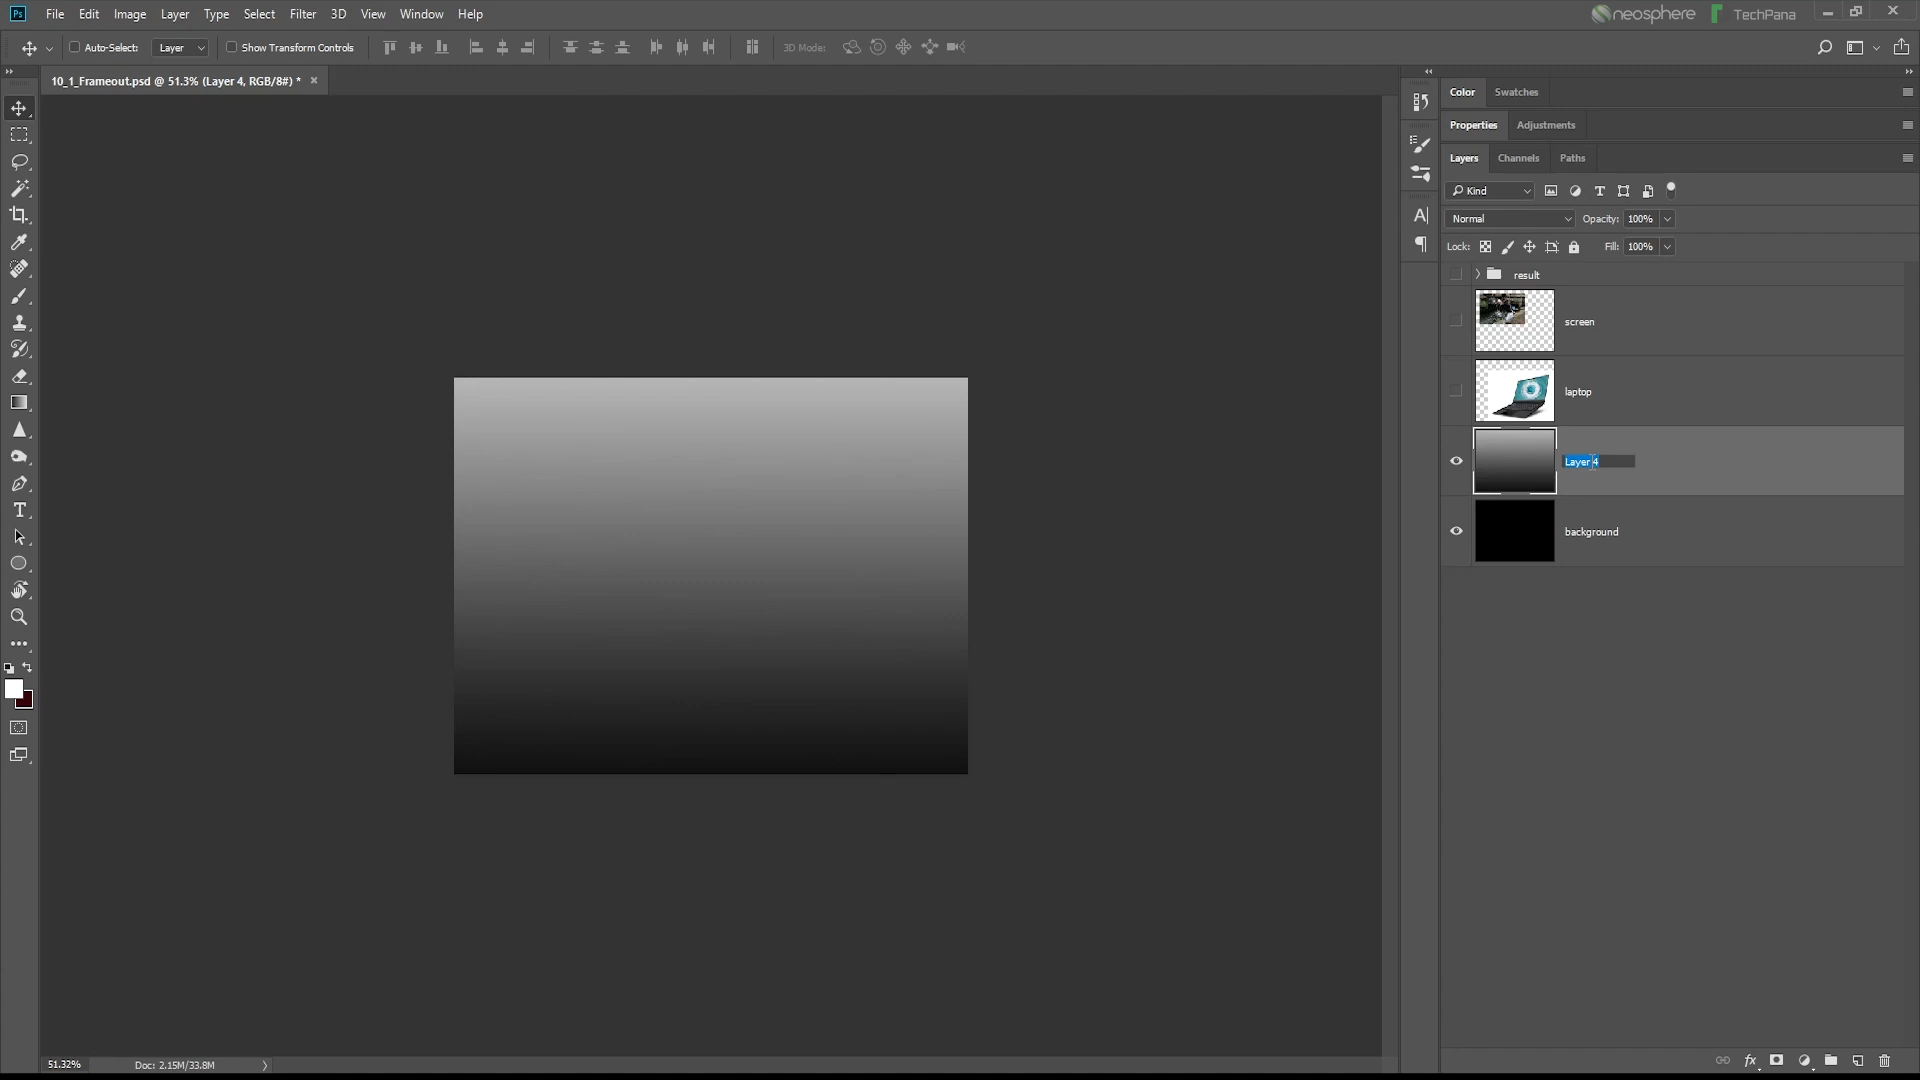 Ps File Edit Image Layer Type Select Filter 3D View Window Help neosphere TechPana
Auto-Select: Layer Show Transform Controls 3D Mode:
10_1_Frameout.psd @ 51.3% (Layer 4, RGB/8#) *
Color Swatches
Properties Adjustments
Layers Channels Paths
Kind
Normal Opacity: 100%
Lock: Fill: 100%
result
screen
laptop
Layer 4
background
51.32% Doc: 2.15M/33.8M